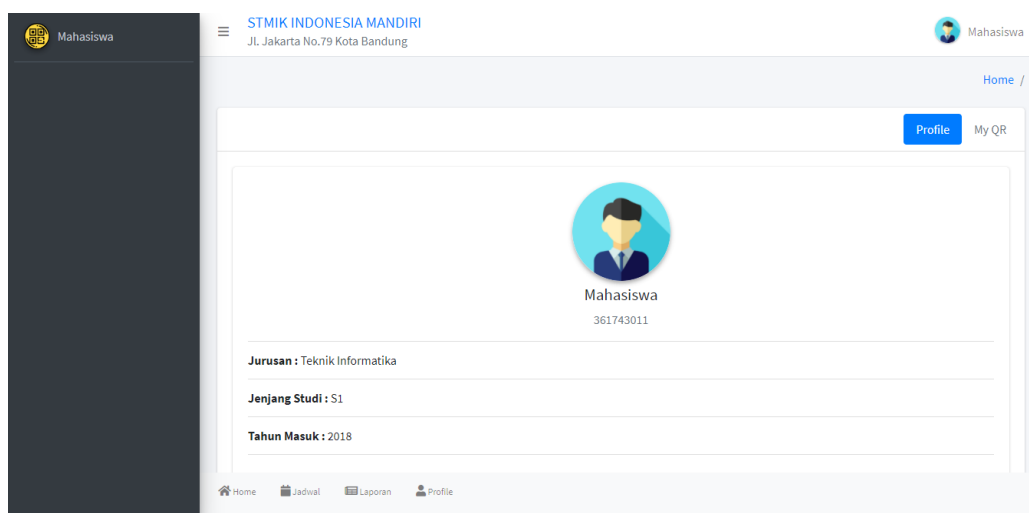 Mahasiswa
STMIK INDONESIA MANDIRI
Jl. Jakarta No.79 Kota Bandung
Mahasiswa
Home /
Profile My QR
Mahasiswa
361743011
Jurusan : Teknik Informatika
Jenjang Studi : S1
Tahun Masuk : 2018
Home Jadwal Laporan Profile